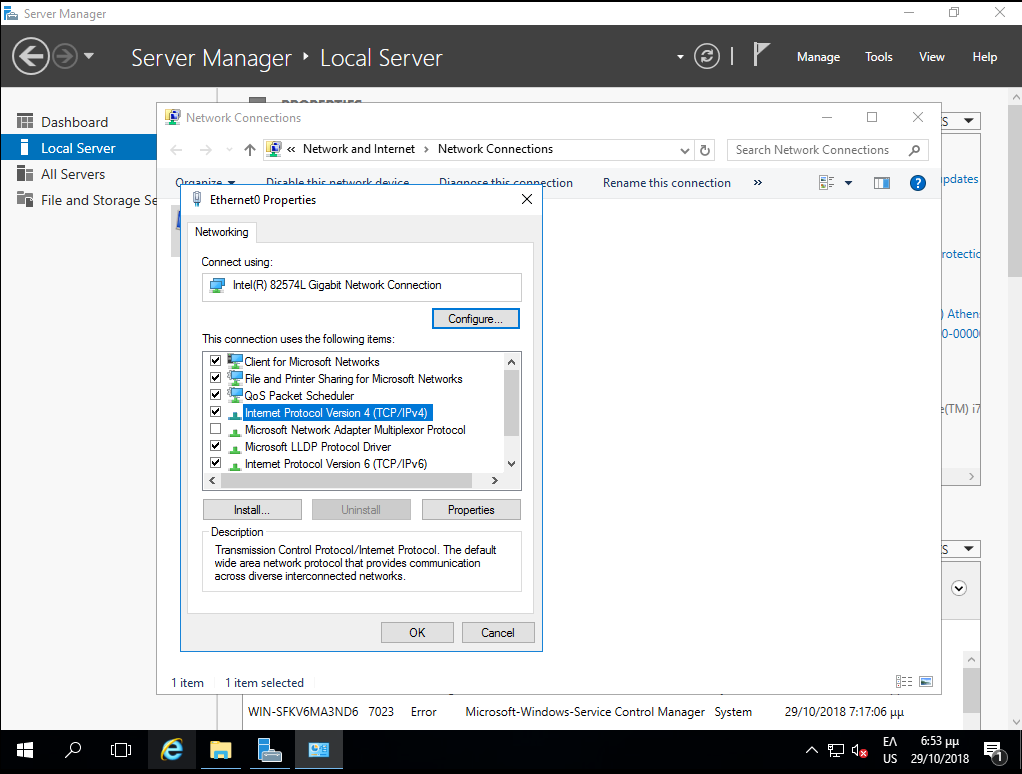 Server Manager
Server Manager ‣ Local Server
Manage Tools View Help
Dashboard
Local Server
All Servers
File and Storage Se
PROPERTIES
Network Connections
« Network and Internet › Network Connections
Search Network Connections
Organize Disable this network device Diagnose this connection Rename this connection »
Ethernet0 Properties
Networking
Connect using:
Intel(R) 82574L Gigabit Network Connection
Configure...
This connection uses the following items:
Client for Microsoft Networks
File and Printer Sharing for Microsoft Networks
QoS Packet Scheduler
Internet Protocol Version 4 (TCP/IPv4)
Microsoft Network Adapter Multiplexor Protocol
Microsoft LLDP Protocol Driver
Internet Protocol Version 6 (TCP/IPv6)
Install... Uninstall Properties
Description
Transmission Control Protocol/Internet Protocol. The default
wide area network protocol that provides communication
across diverse interconnected networks.
OK Cancel
S
updates
rotectio
) Athens
0-0000
e(TM) i7
S
1 item 1 item selected
WIN-SFKV6MA3ND6 7023 Error Microsoft-Windows-Service Control Manager System 29/10/2018 7:17:06 μμ
ΕΛ
US
6:53 μμ
29/10/2018
1